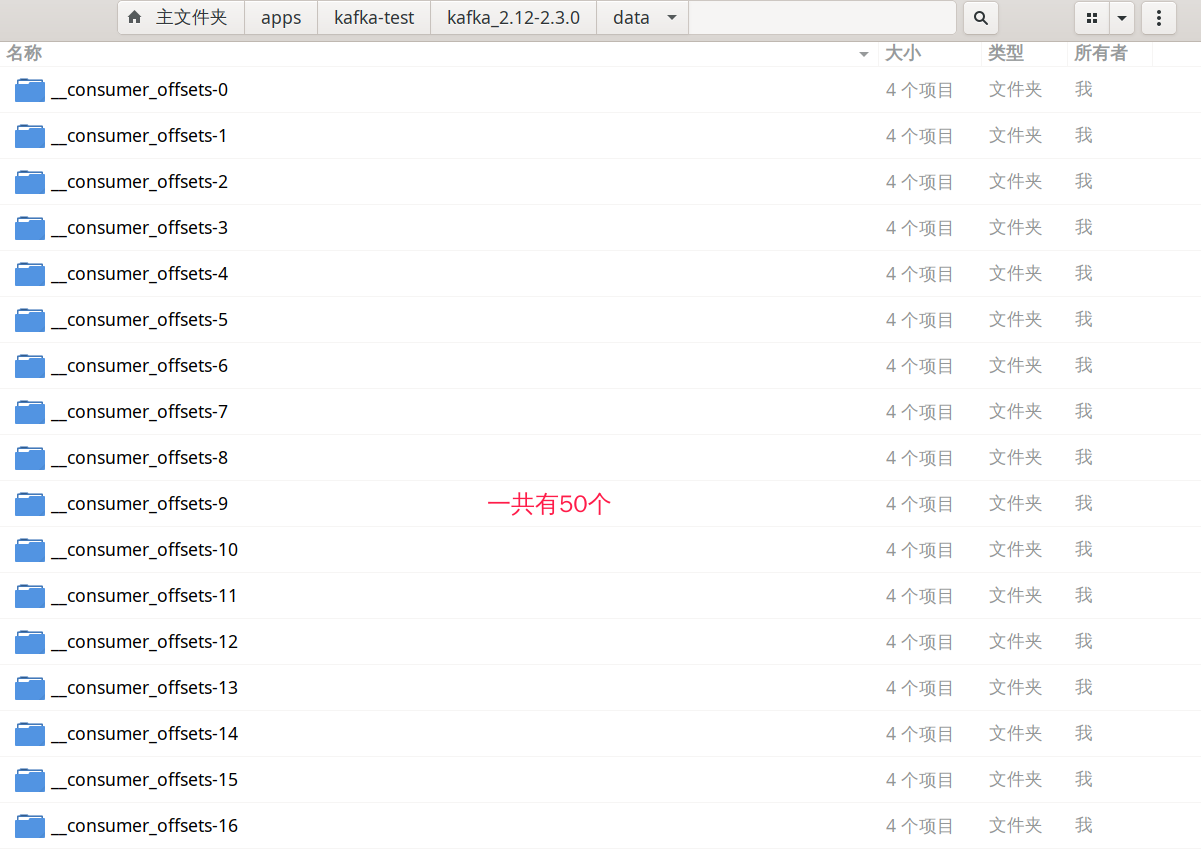 主文件夹 apps kafka-test kafka_2.12-2.3.0 data
名称 大小 类型 所有者
__consumer_offsets-0 4 个项目 文件夹 我
__consumer_offsets-1 4 个项目 文件夹 我
__consumer_offsets-2 4 个项目 文件夹 我
__consumer_offsets-3 4 个项目 文件夹 我
__consumer_offsets-4 4 个项目 文件夹 我
__consumer_offsets-5 4 个项目 文件夹 我
__consumer_offsets-6 4 个项目 文件夹 我
__consumer_offsets-7 4 个项目 文件夹 我
__consumer_offsets-8 4 个项目 文件夹 我
__consumer_offsets-9 一共有50个 4 个项目 文件夹 我
__consumer_offsets-10 4 个项目 文件夹 我
__consumer_offsets-11 4 个项目 文件夹 我
__consumer_offsets-12 4 个项目 文件夹 我
__consumer_offsets-13 4 个项目 文件夹 我
__consumer_offsets-14 4 个项目 文件夹 我
__consumer_offsets-15 4 个项目 文件夹 我
__consumer_offsets-16 4 个项目 文件夹 我